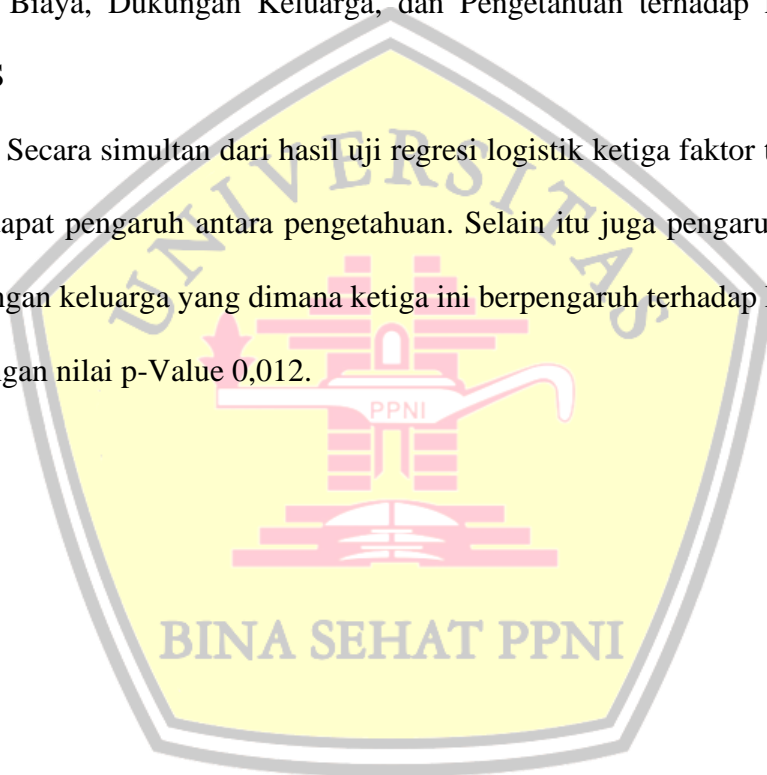 Biaya, Dukungan Keluarga, dan Pengetahuan terhadap
Secara simultan dari hasil uji regresi logistik ketiga faktor
dapat pengaruh antara pengetahuan. Selain itu juga
ngan keluarga yang dimana ketiga ini berpengaruh terhadap
gan nilai p-Value 0,012.
UNIVERSITAS
PPNI
BINA SEHAT PPNI